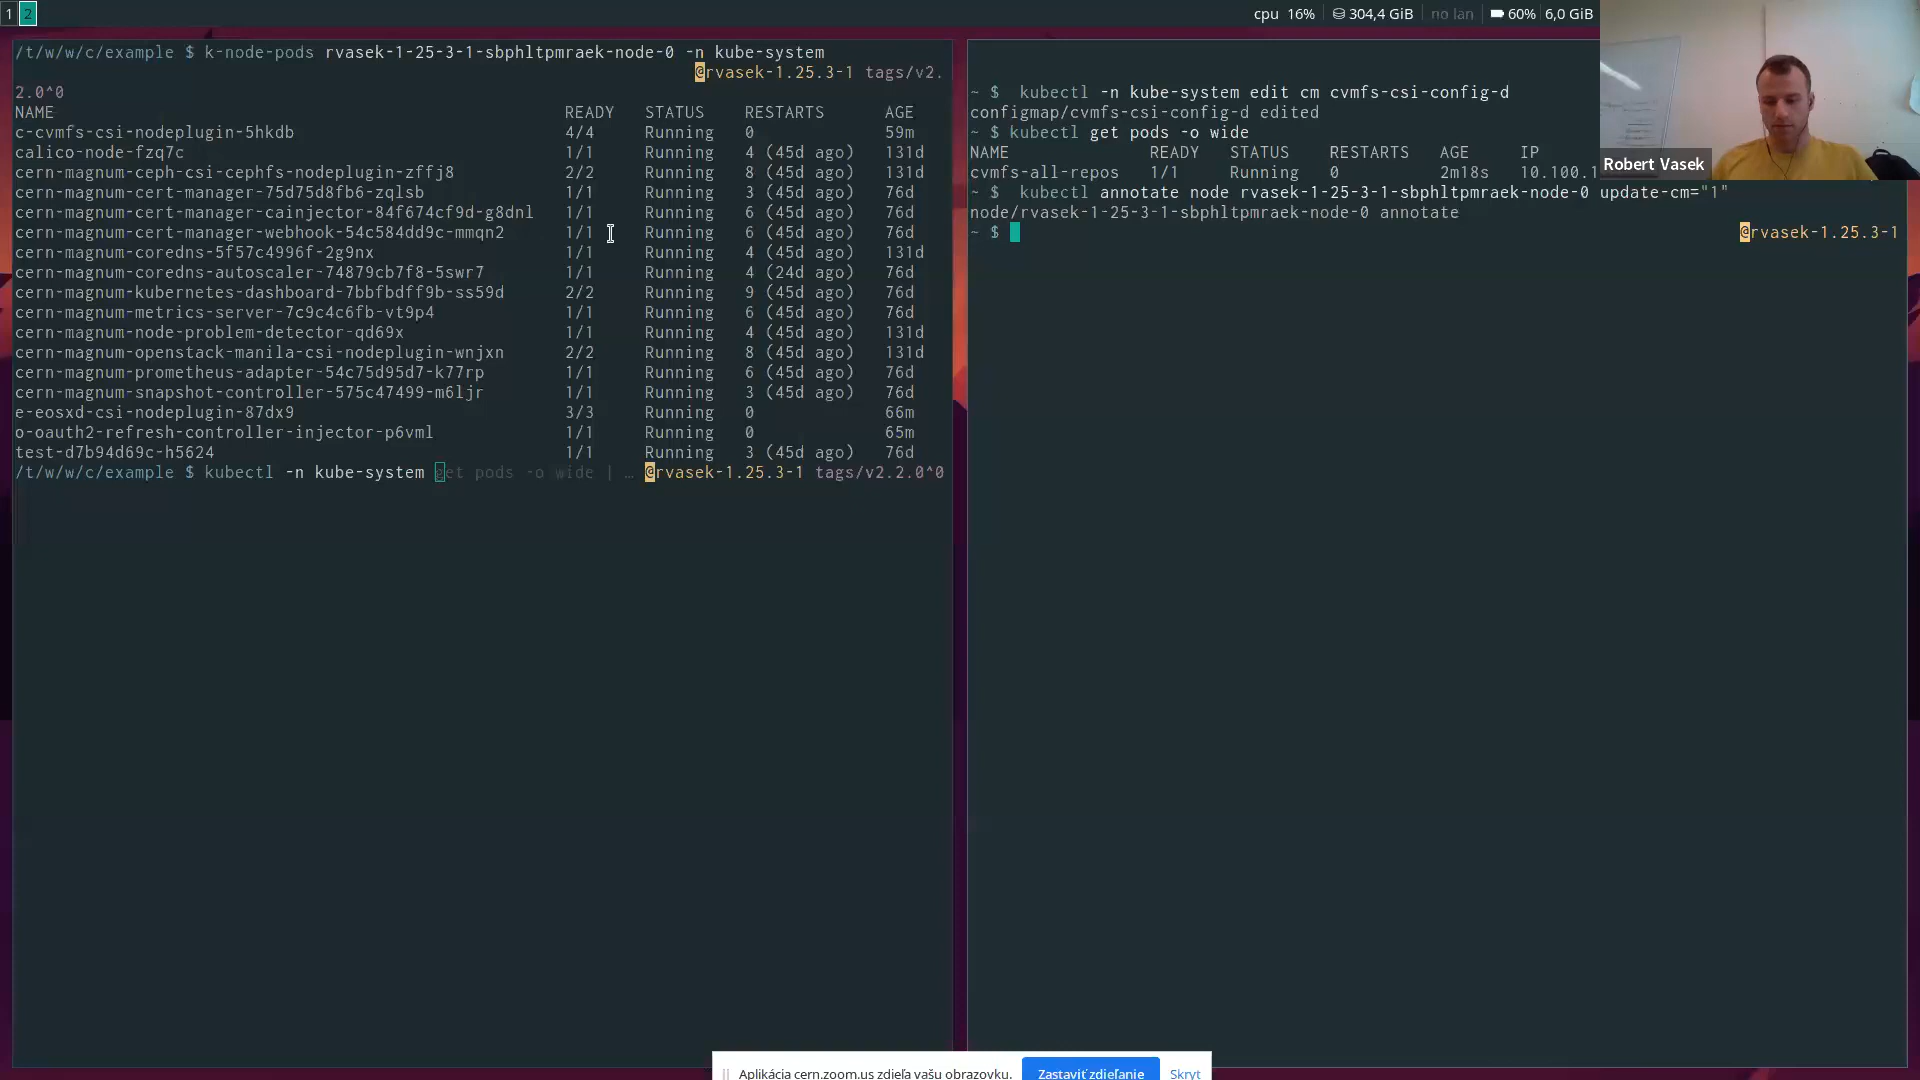 1 2
cpu 16% 304,4 GiB no lan 60% 6,0 GiB
/t/w/w/c/example $ k-node-pods rvasek-1-25-3-1-sbphltpmraek-node-0 -n kube-system
@rvasek-1.25.3-1 tags/v2.
2.0^0
NAME READY STATUS RESTARTS AGE
c-cvmfs-csi-nodeplugin-5hkdb 4/4 Running 0 59m
calico-node-fzq7c 1/1 Running 4 (45d ago) 131d
cern-magnum-ceph-csi-cephfs-nodeplugin-zffj8 2/2 Running 8 (45d ago) 131d
cern-magnum-cert-manager-75d75d8fb6-zqlsb 1/1 Running 3 (45d ago) 76d
cern-magnum-cert-manager-cainjector-84f674cf9d-g8dnl 1/1 Running 6 (45d ago) 76d
cern-magnum-cert-manager-webhook-54c584dd9c-mmqn2 1/1 Running 6 (45d ago) 76d
cern-magnum-coredns-5f57c4996f-2g9nx 1/1 Running 4 (45d ago) 131d
cern-magnum-coredns-autoscaler-74879cb7f8-5swr7 1/1 Running 4 (24d ago) 76d
cern-magnum-kubernetes-dashboard-7bbfbdff9b-ss59d 2/2 Running 9 (45d ago) 76d
cern-magnum-metrics-server-7c9c4c6fb-vt9p4 1/1 Running 6 (45d ago) 76d
cern-magnum-node-problem-detector-qd69x 1/1 Running 4 (45d ago) 131d
cern-magnum-openstack-manila-csi-nodeplugin-wnjxn 2/2 Running 8 (45d ago) 131d
cern-magnum-prometheus-adapter-54c75d95d7-k77rp 1/1 Running 6 (45d ago) 76d
cern-magnum-snapshot-controller-575c47499-m6ljr 1/1 Running 3 (45d ago) 76d
e-eosxd-csi-nodeplugin-87dx9 3/3 Running 0 66m
o-oauth2-refresh-controller-injector-p6vml 1/1 Running 0 65m
test-d7b94d69c-h5624 1/1 Running 3 (45d ago) 76d
/t/w/w/c/example $ kubectl -n kube-system get pods -o wide | … @rvasek-1.25.3-1 tags/v2.2.0^0
~ $ kubectl -n kube-system edit cm cvmfs-csi-config-d
configmap/cvmfs-csi-config-d edited
~ $ kubectl get pods -o wide
NAME READY STATUS RESTARTS AGE IP
cvmfs-all-repos 1/1 Running 0 2m18s 10.100.1
~ $ kubectl annotate node rvasek-1-25-3-1-sbphltpmraek-node-0 update-cm="1"
node/rvasek-1-25-3-1-sbphltpmraek-node-0 annotate
~ $ @rvasek-1.25.3-1
Robert Vasek
Aplikácia cern.zoom.us zdieľa vašu obrazovku. Zastaviť zdieľanie Skryť